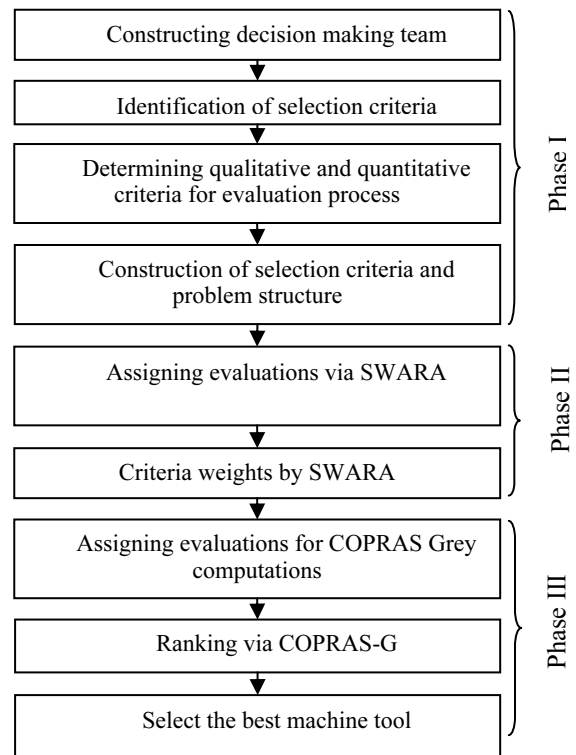 Constructing decision making team
Identification of selection criteria
Determining qualitative and quantitative
criteria for evaluation process
Construction of selection criteria and
problem structure
Phase I
Assigning evaluations via SWARA
Criteria weights by SWARA
Phase II
Assigning evaluations for COPRAS Grey
computations
Ranking via COPRAS-G
Select the best machine tool
Phase III